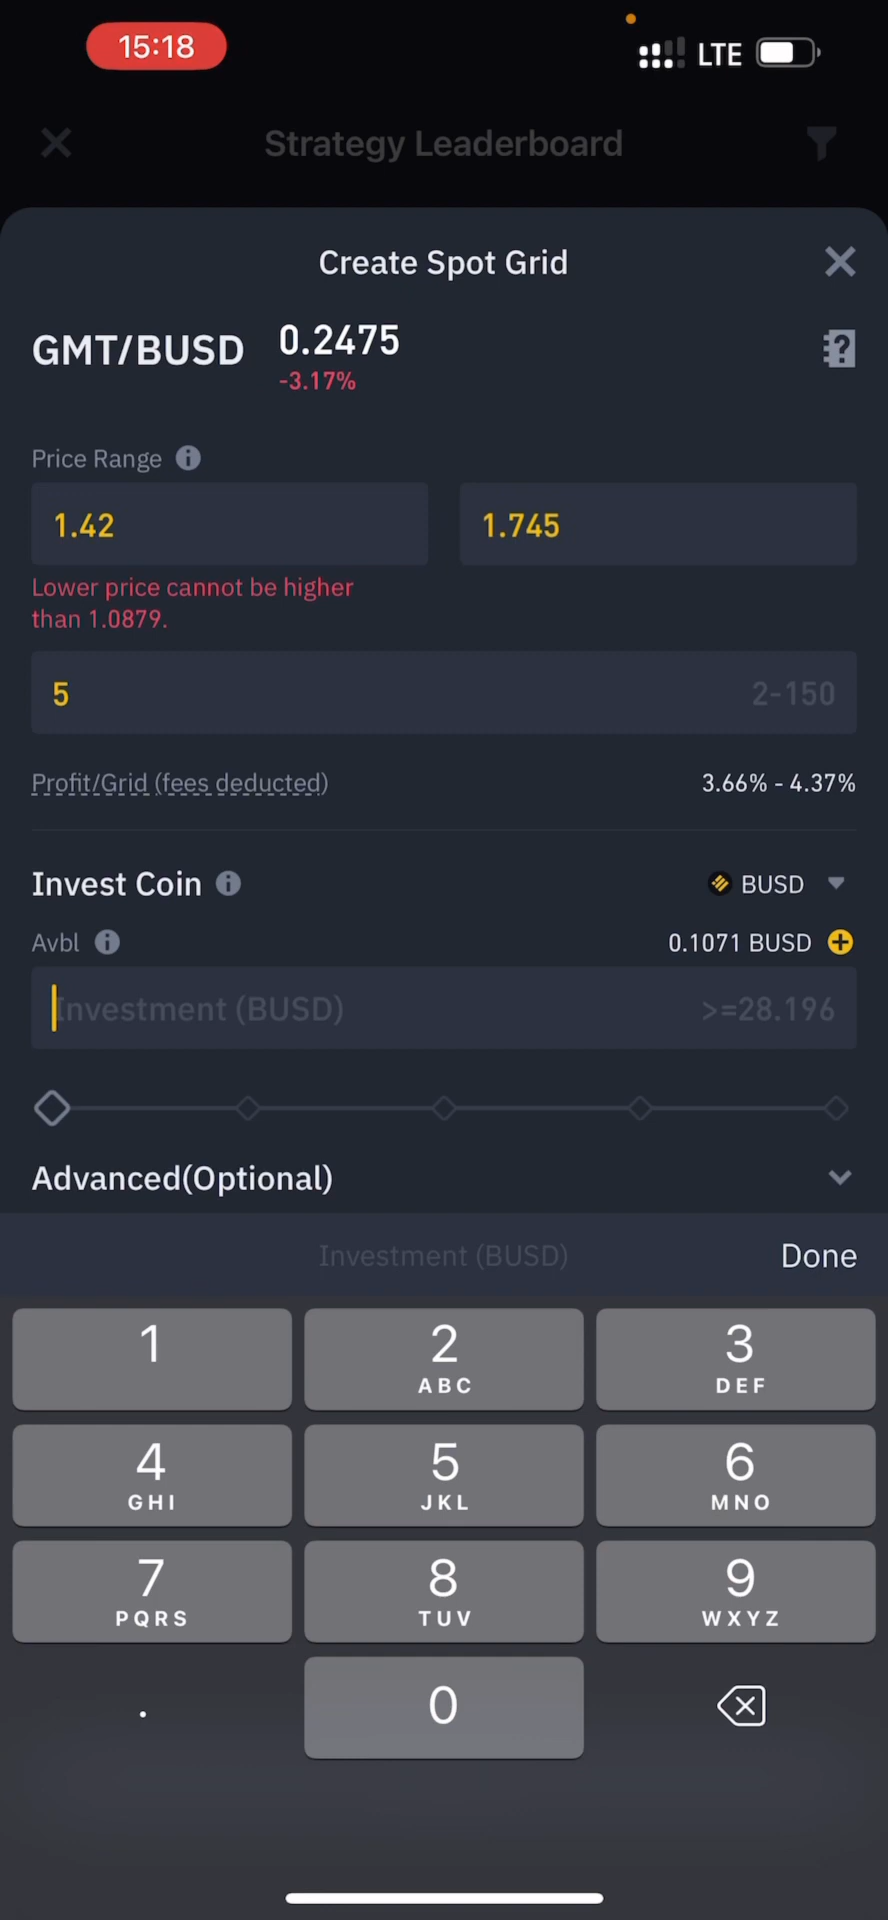 15:18
LTE
Strategy Leaderboard
Create Spot Grid
GMT/BUSD
0.2475
-3.17%
Price Range
1.42
1.745
Lower price cannot be higher
than 1.0879.
5
2-150
Profit/Grid (fees deducted)
3.66% - 4.37%
Invest Coin
BUSD
Avbl
0.1071 BUSD
Investment (BUSD)
>=28.196
Advanced(Optional)
Investment (BUSD)
Done
1
2
ABC
3
DEF
4
GHI
5
JKL
6
MNO
7
PQRS
8
TUV
9
WXYZ
.
0